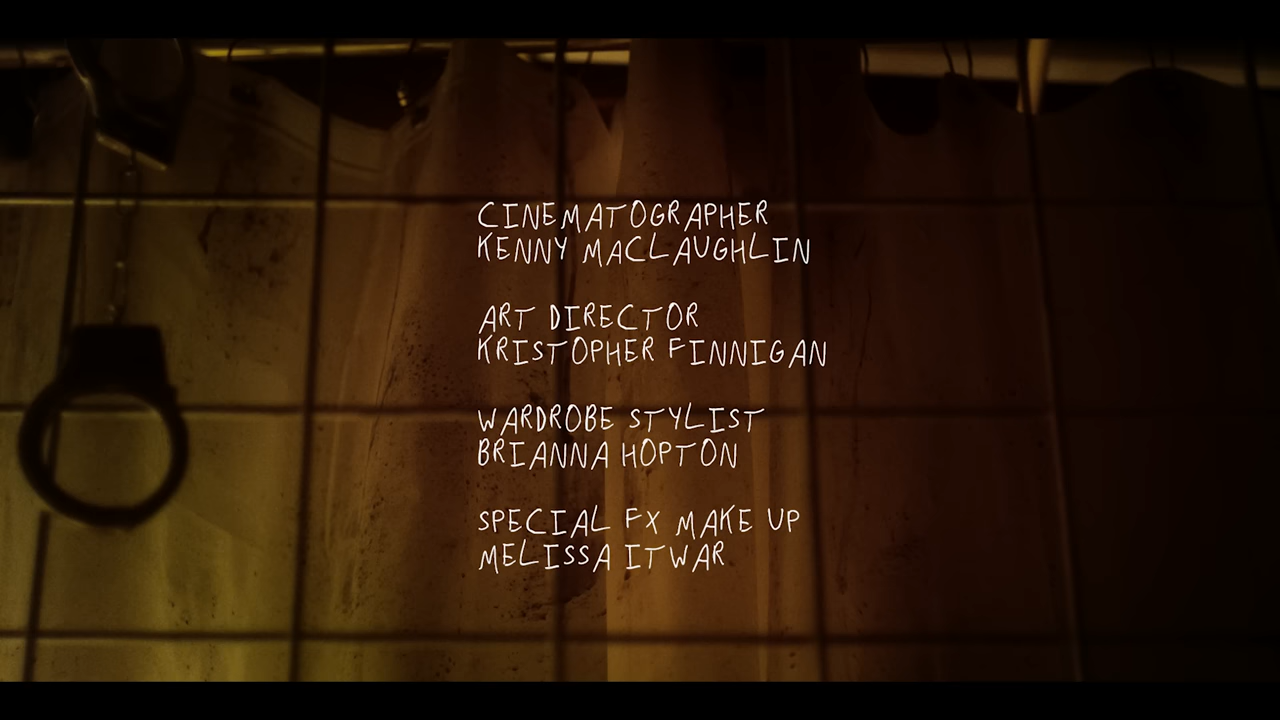 CINEMATOGRAPHER
KENNY MACLAUGHLIN
ART DIRECTOR
KRISTOPHER FINNIGAN
WARDROBE STYLIST
BRIANNA HOPTON
SPECIAL FX MAKE UP
MELISSA ITWAR